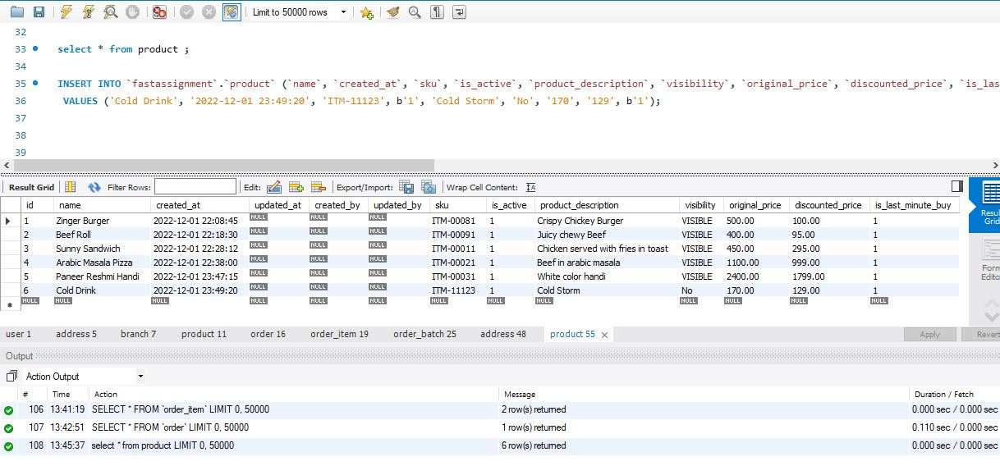 Limit to 50000 rows
32
33 select * from product ;
34
35 INSERT INTO `fastassignment`.`product` (`name`, `created_at`, `sku`, `is_active`, `product_description`, `visibility`, `original_price`, `discounted_price`, `is_las
36 VALUES ('Cold Drink', '2022-12-01 23:49:20', 'ITM-11123', b'1', 'Cold Storm', 'No', '170', '129', b'1');
37
38
39
Result Grid Filter Rows: Edit: Export/Import: Wrap Cell Content: IA
id name created_at updated_at created_by updated_by sku is_active product_description visibility original_price discounted_price is_last_minute_buy
1 Zinger Burger 2022-12-01 22:08:45 NULL NULL NULL ITM-00081 1 Crispy Chickey Burger VISIBLE 500.00 100.00 1
2 Beef Roll 2022-12-01 22:18:30 NULL NULL NULL ITM-00091 1 Juicy chewy Beef VISIBLE 400.00 95.00 1
3 Sunny Sandwich 2022-12-01 22:28:12 NULL NULL NULL ITM-00011 1 Chicken served with fries in toast VISIBLE 450.00 295.00 1
4 Arabic Masala Pizza 2022-12-01 22:38:00 NULL NULL NULL ITM-00021 1 Beef in arabic masala VISIBLE 1100.00 999.00 1
5 Paneer Reshmi Handi 2022-12-01 23:47:15 NULL NULL NULL ITM-00031 1 White color handi VISIBLE 2400.00 1799.00 1
6 Cold Drink 2022-12-01 23:49:20 NULL NULL NULL ITM-11123 1 Cold Storm No 170.00 129.00 1
NULL NULL NULL NULL NULL NULL NULL NULL NULL NULL NULL NULL NULL
Resu
Grid
Form
Edito
user 1 address 5 branch 7 product 11 order 16 order_item 19 order_batch 25 address 48 product 55 Apply Revert
Output
Action Output
# Time Action Message Duration / Fetch
106 13:41:19 SELECT * FROM `order_item` LIMIT 0, 50000 2 row(s) returned 0.000 sec / 0.000 sec
107 13:42:51 SELECT * FROM `order` LIMIT 0, 50000 1 row(s) returned 0.110 sec / 0.000 sec
108 13:45:37 select * from product LIMIT 0, 50000 6 row(s) returned 0.000 sec / 0.000 sec